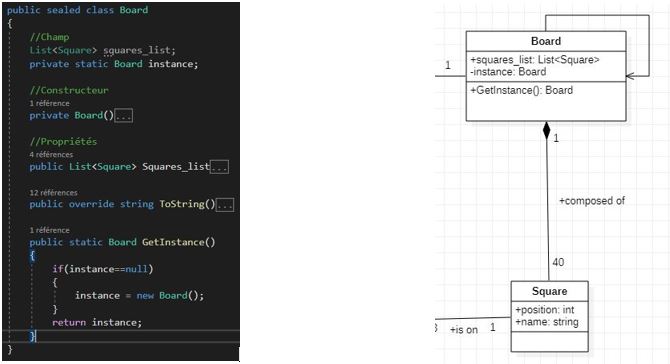 public sealed class Board
{
//Champ
List<Square> squares_list;
private static Board instance;
//Constructeur
1 référence
private Board()...
//Propriétés
4 références
public List<Square> Squares_list...
12 références
public override string ToString()...
1 référence
public static Board GetInstance()
{
if(instance==null)
{
instance = new Board();
}
return instance;
}
}
Board
+squares_list: List<Square>
-instance: Board
+GetInstance(): Board
1
1
+composed of
40
Square
+position: int
+name: string
+is on
1